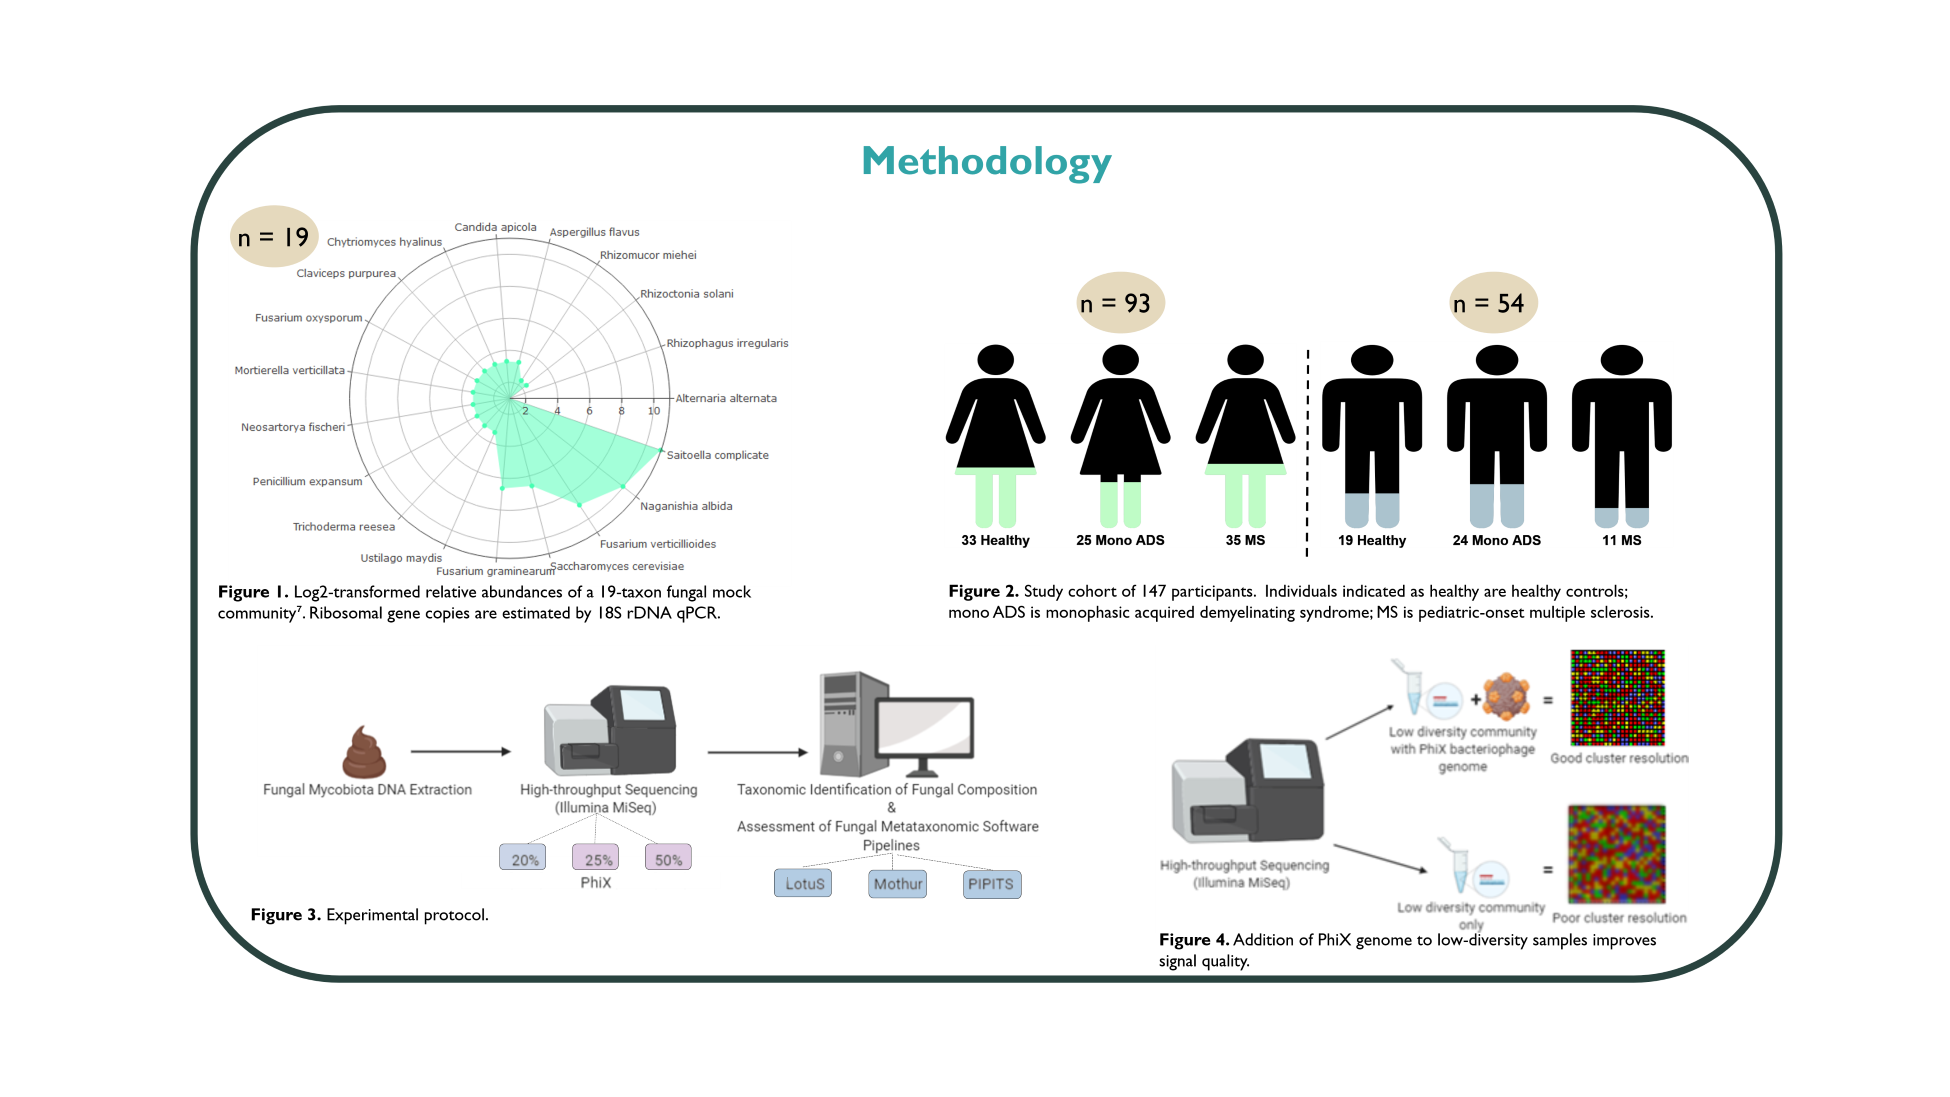 Methodology
n = 19
Candida apicola
Aspergillus flavus
Chytriomyces hyalinus
Rhizomucor miehei
Claviceps purpurea
Rhizoctonia solani
Fusarium oxysporum
Rhizophagus irregularis
Mortierella verticillata
Alternaria alternata
2 4 6 8 10
Neosartorya fischeri
Saitoella complicate
Penicillium expansum
Naganishia albida
Trichoderma reesea
Fusarium verticillioides
Ustilago maydis
Saccharomyces cerevisiae
Fusarium graminearum
Figure 1. Log2-transformed relative abundances of a 19-taxon fungal mock
community7. Ribosomal gene copies are estimated by 18S rDNA qPCR.
n = 93
n = 54
33 Healthy
25 Mono ADS
35 MS
19 Healthy
24 Mono ADS
11 MS
Figure 2. Study cohort of 147 participants. Individuals indicated as healthy are healthy controls;
mono ADS is monophasic acquired demyelinating syndrome; MS is pediatric-onset multiple sclerosis.
Fungal Mycobiota DNA Extraction
High-throughput Sequencing
(Illumina MiSeq)
20%
25%
50%
PhiX
Taxonomic Identification of Fungal Composition
&
Assessment of Fungal Metataxonomic Software
Pipelines
LotuS
Mothur
PIPITS
Figure 3. Experimental protocol.
High-throughput Sequencing
(Illumina MiSeq)
+
=
Low diversity community
with PhiX bacteriophage
genome
Good cluster resolution
=
Low diversity community
only
Poor cluster resolution
Figure 4. Addition of PhiX genome to low-diversity samples improves
signal quality.